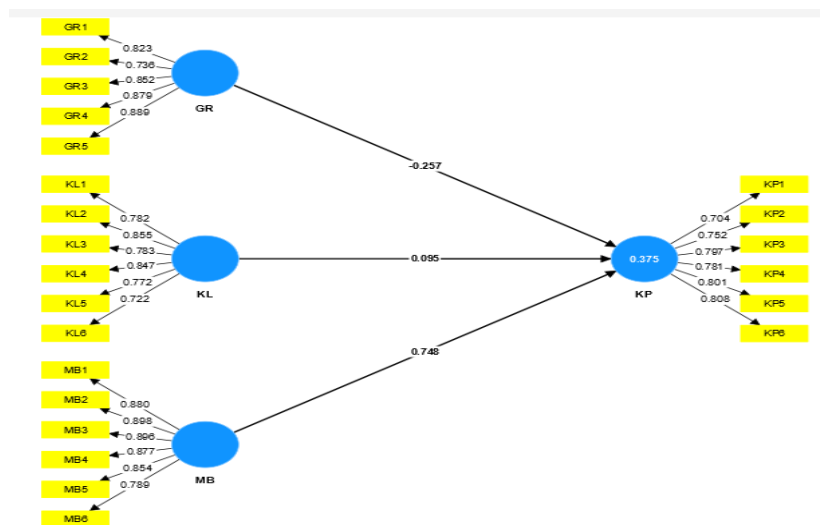 GR1
GR2
GR3
GR4
GR5
0.823
0.736
0.852
0.879
0.889
GR
-0.257
KL1
KL2
KL3
KL4
KL5
KL6
0.782
0.855
0.783
0.847
0.772
0.722
KL
0.095
MB1
MB2
MB3
MB4
MB5
MB6
0.880
0.898
0.896
0.877
0.854
0.789
MB
0.748
0.375
KP
0.704
0.752
0.797
0.781
0.801
0.808
KP1
KP2
KP3
KP4
KP5
KP6